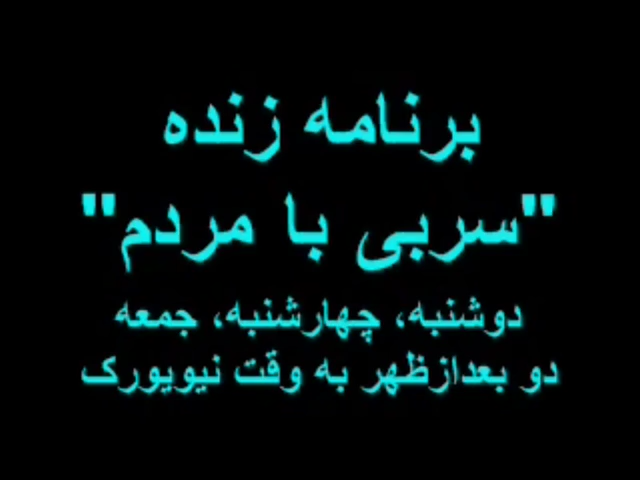 برنامه زنده
"سربی با مردم"
دوشنبه، چهارشنبه، جمعه
دو بعدازظهر به وقت نیویورک